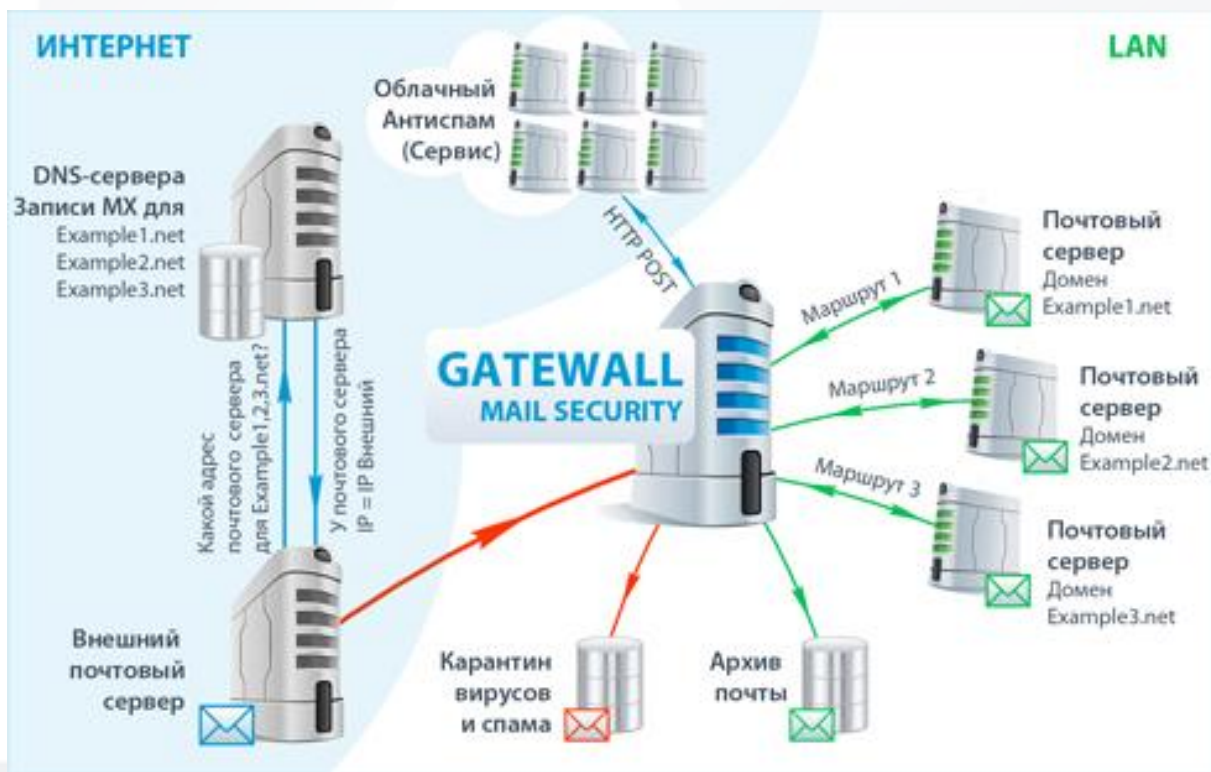 ИНТЕРНЕТ
LAN
Облачный
Антиспам
(Сервис)
DNS-сервера
Записи MX для
Example1.net
Example2.net
Example3.net
HTTP POST
Маршрут 1
Почтовый
сервер
Домен
Example1.net
GATEWALL
MAIL SECURITY
Маршрут 2
Почтовый
сервер
Домен
Example2.net
Какой адрес
почтового сервера
для Example1,2,3.net?
У почтового сервера
IP = IP Внешний
Маршрут 3
Почтовый
сервер
Домен
Example3.net
Внешний
почтовый
сервер
Карантин
вирусов
и спама
Архив
почты